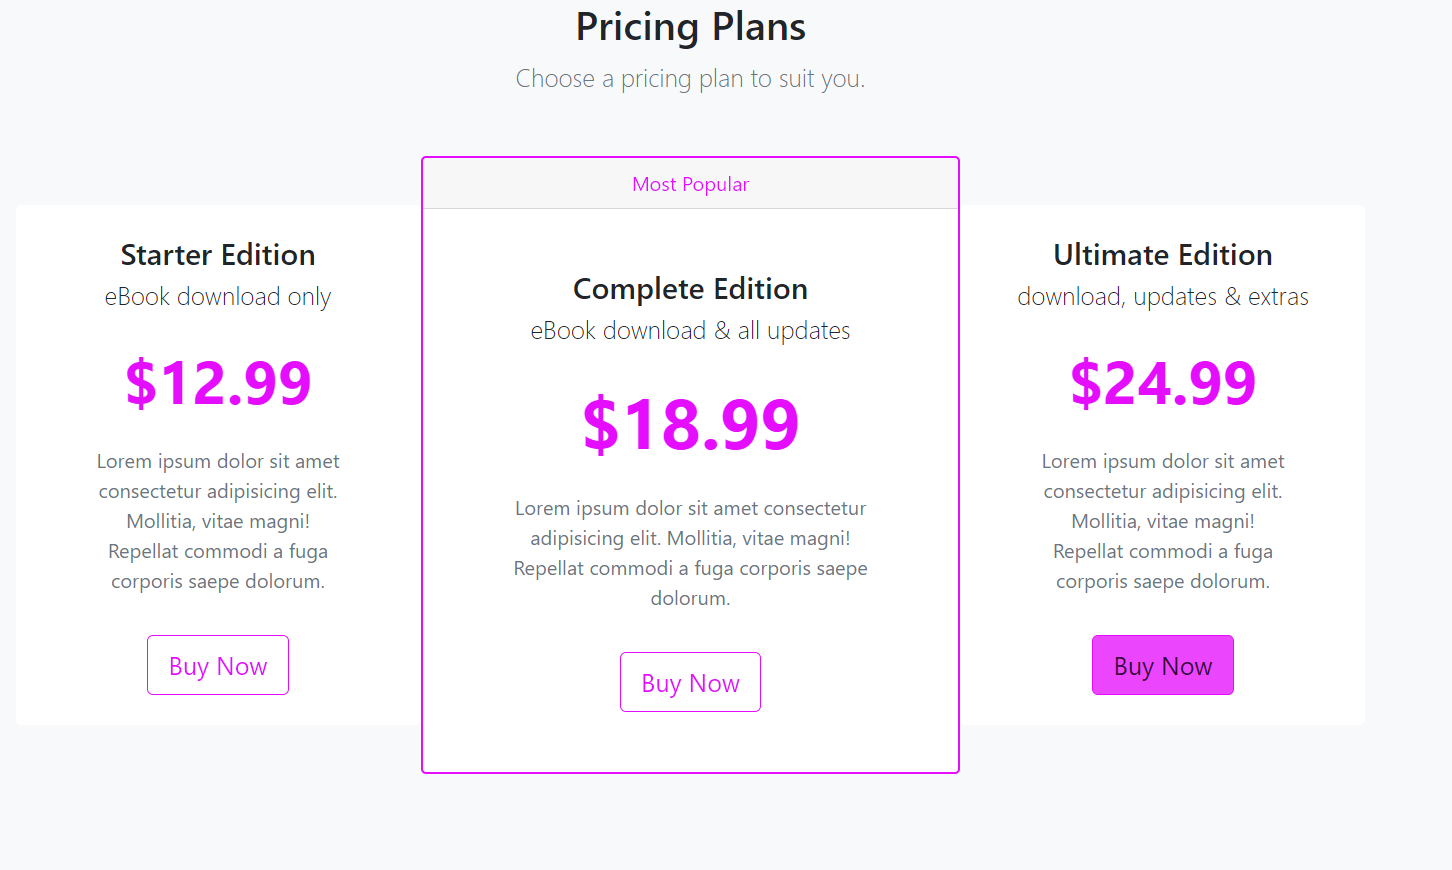 Pricing Plans
Choose a pricing plan to suit you.
Starter Edition
eBook download only
$12.99
Lorem ipsum dolor sit amet
consectetur adipisicing elit.
Mollitia, vitae magni!
Repellat commodi a fuga
corporis saepe dolorum.
Buy Now
Most Popular
Complete Edition
eBook download & all updates
$18.99
Lorem ipsum dolor sit amet consectetur
adipisicing elit. Mollitia, vitae magni!
Repellat commodi a fuga corporis saepe
dolorum.
Buy Now
Ultimate Edition
download, updates & extras
$24.99
Lorem ipsum dolor sit amet
consectetur adipisicing elit.
Mollitia, vitae magni!
Repellat commodi a fuga
corporis saepe dolorum.
Buy Now